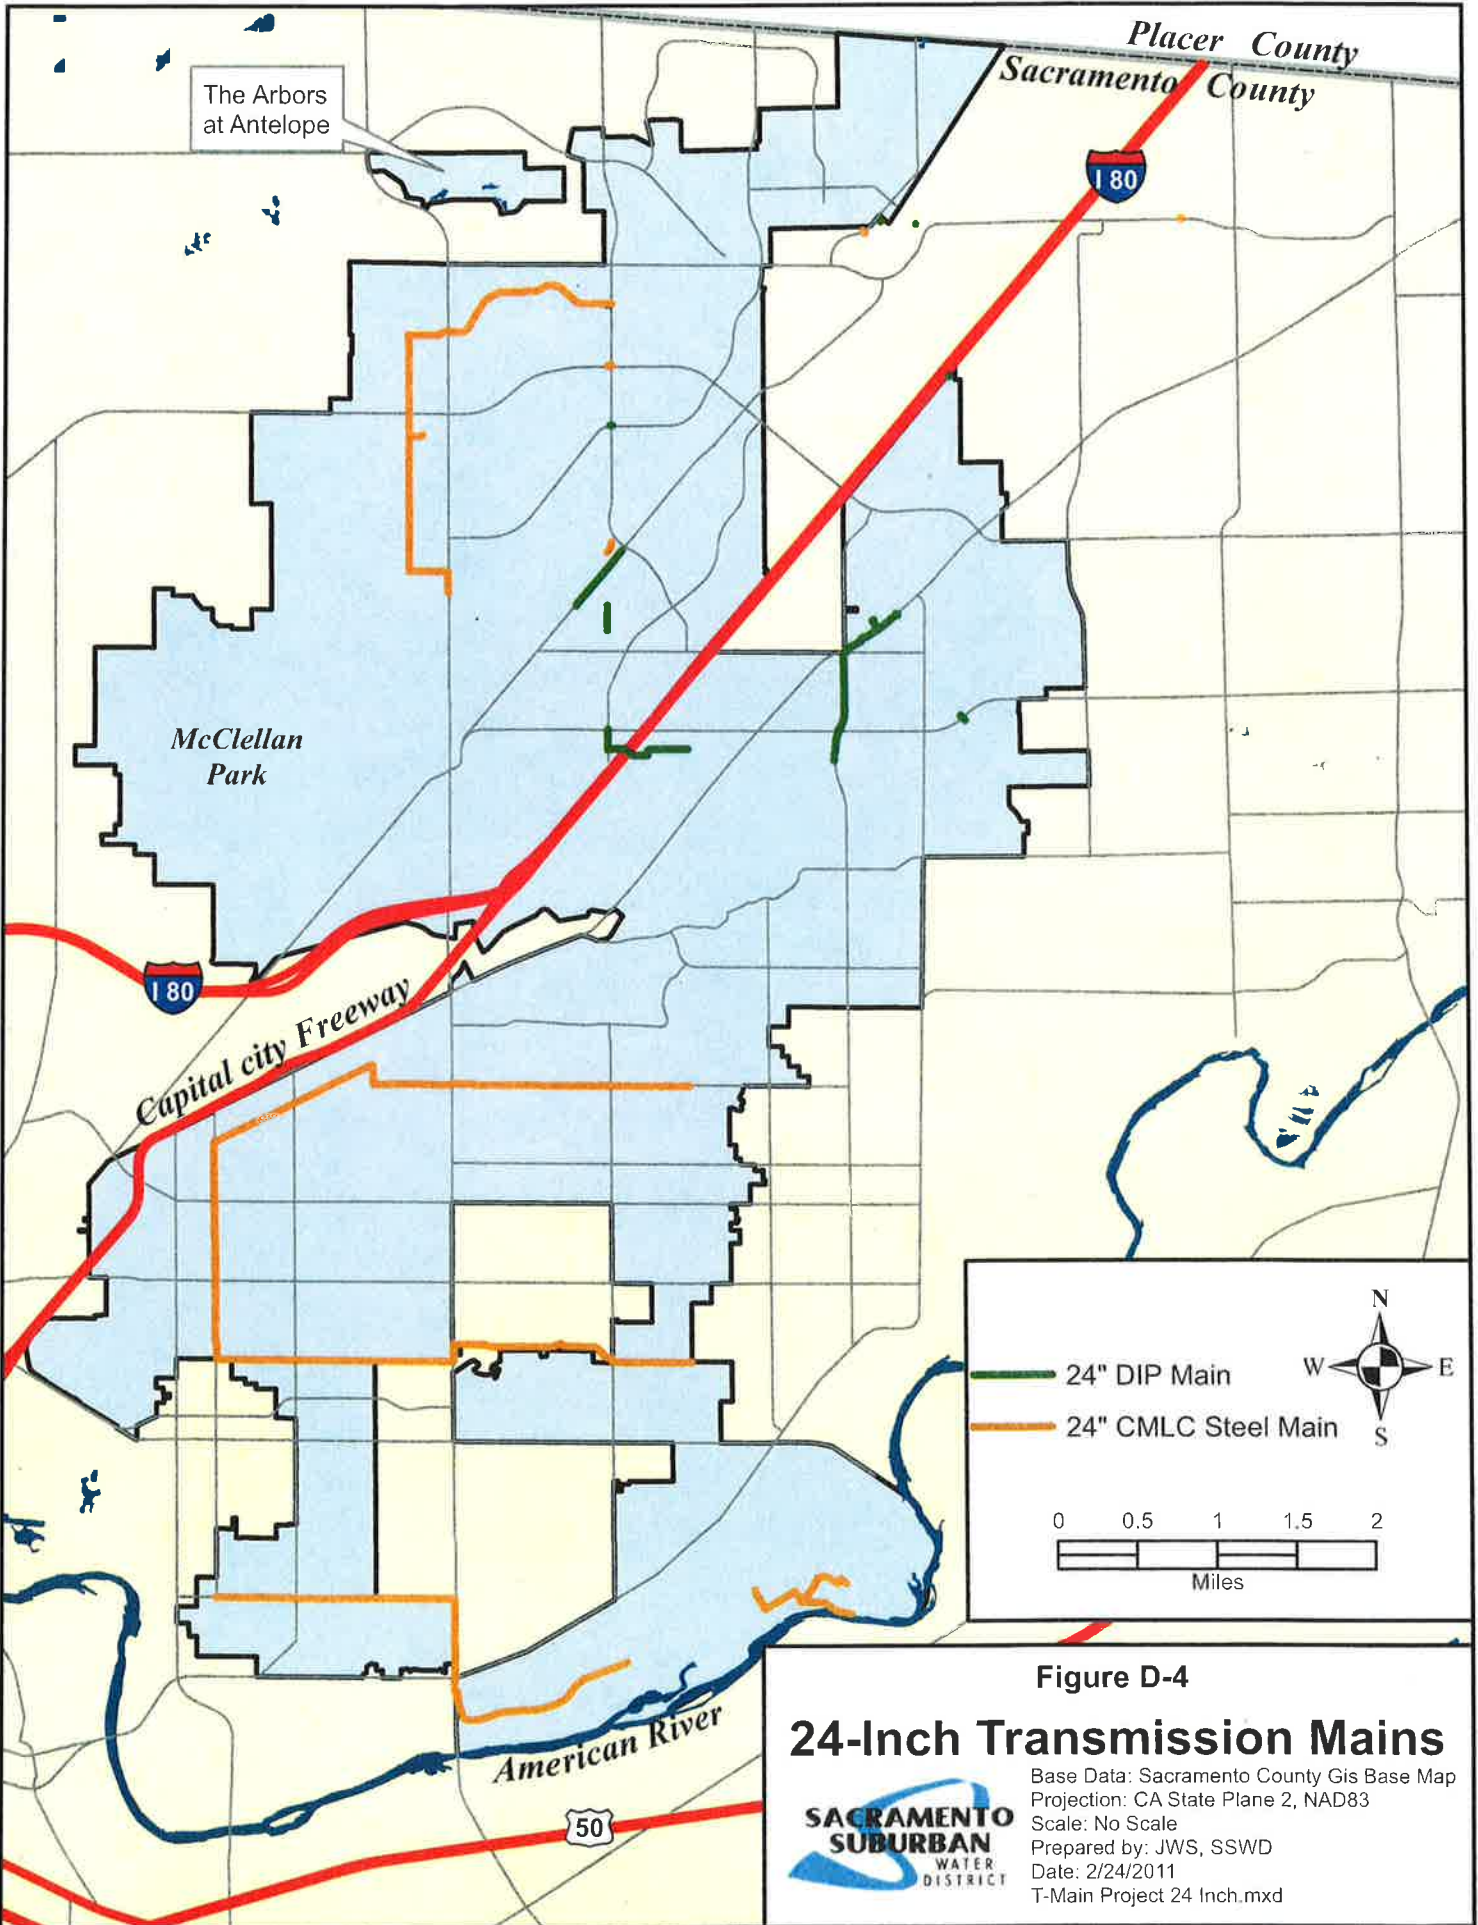 Placer County
Sacramento County
The Arbors
at Antelope
I 80
McClellan
Park
I 80
Capital city Freeway
N
W E
S
24" DIP Main
24" CMLC Steel Main
0 0.5 1 1.5 2
Miles
American River
50
Figure D-4
24-Inch Transmission Mains
SACRAMENTO
SUBURBAN
WATER
DISTRICT
Base Data: Sacramento County Gis Base Map
Projection: CA State Plane 2, NAD83
Scale: No Scale
Prepared by: JWS, SSWD
Date: 2/24/2011
T-Main Project 24 Inch.mxd